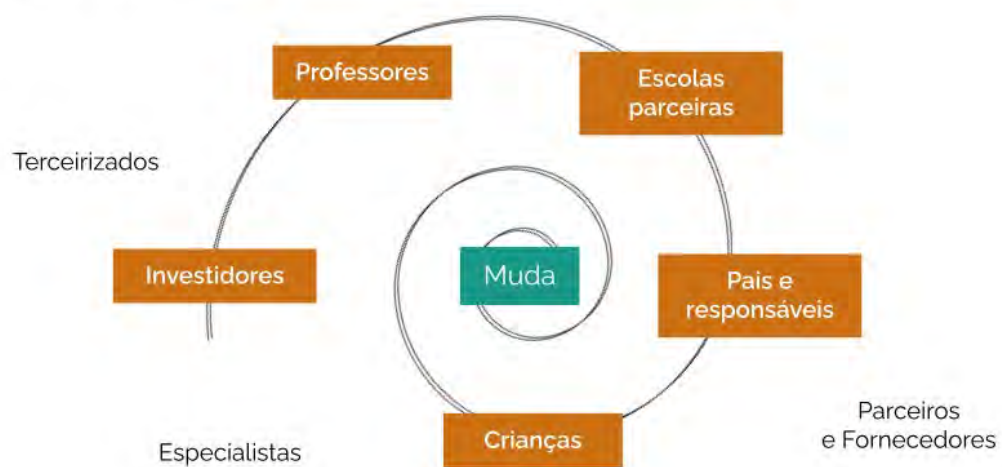 Professores
Escolas
parceiras
Terceirizados
Investidores
Muda
Pais e
responsáveis
Crianças
Parceiros
e Fornecedores
Especialistas